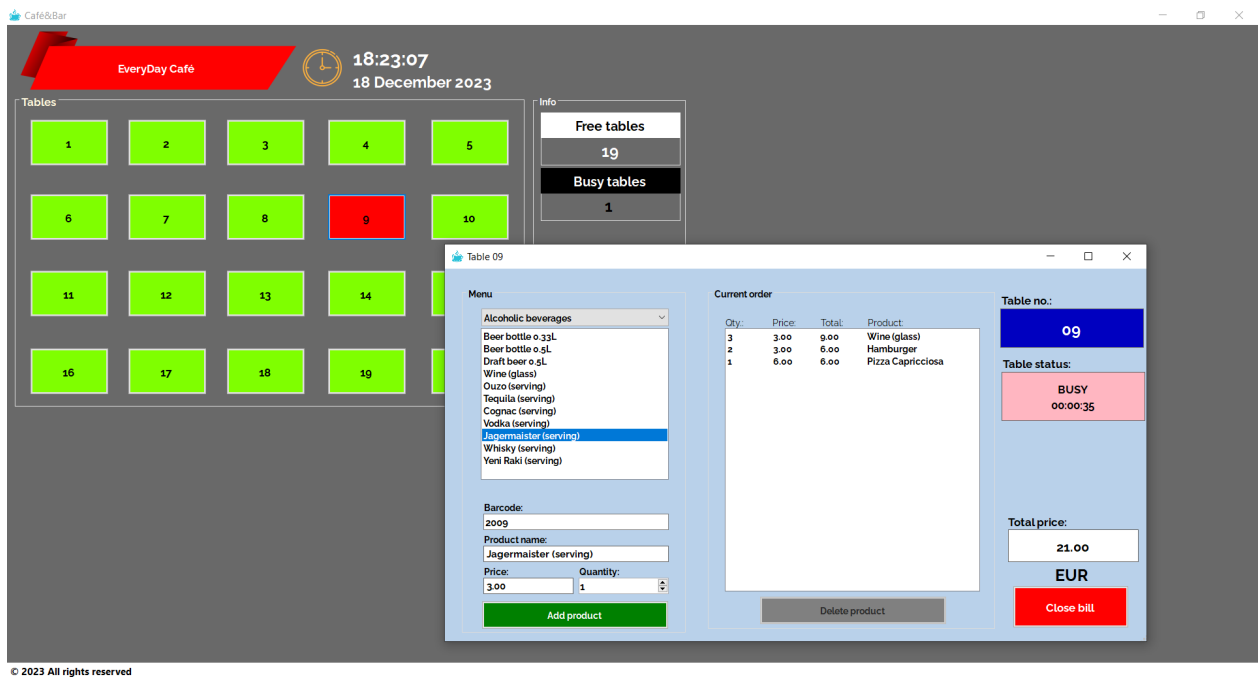 Café&Bar
EveryDay Cafè
18:23:07
18 December 2023
Tables
1 2 3 4 5
6 7 8 9 10
11 12 13 14
16 17 18 19
Info
Free tables
19
Busy tables
1
Table 09
Menu
Alcoholic beverages
Beer bottle 0.33L
Beer bottle 0.5L
Draft beer 0.5L
Wine (glass)
Ouzo (serving)
Tequila (serving)
Cognac (serving)
Vodka (serving)
Jagermaister (serving)
Whisky (serving)
Yeni Raki (serving)
Barcode:
2009
Product name:
Jagermaister (serving)
Price: Quantity:
3.00 1
Add product
Current order
Qty.: Price: Total: Product:
3 3.00 9.00 Wine (glass)
2 3.00 6.00 Hamburger
1 6.00 6.00 Pizza Capricciosa
Delete product
Table no.:
09
Table status:
BUSY
00:00:35
Total price:
21.00
EUR
Close bill
© 2023 All rights reserved